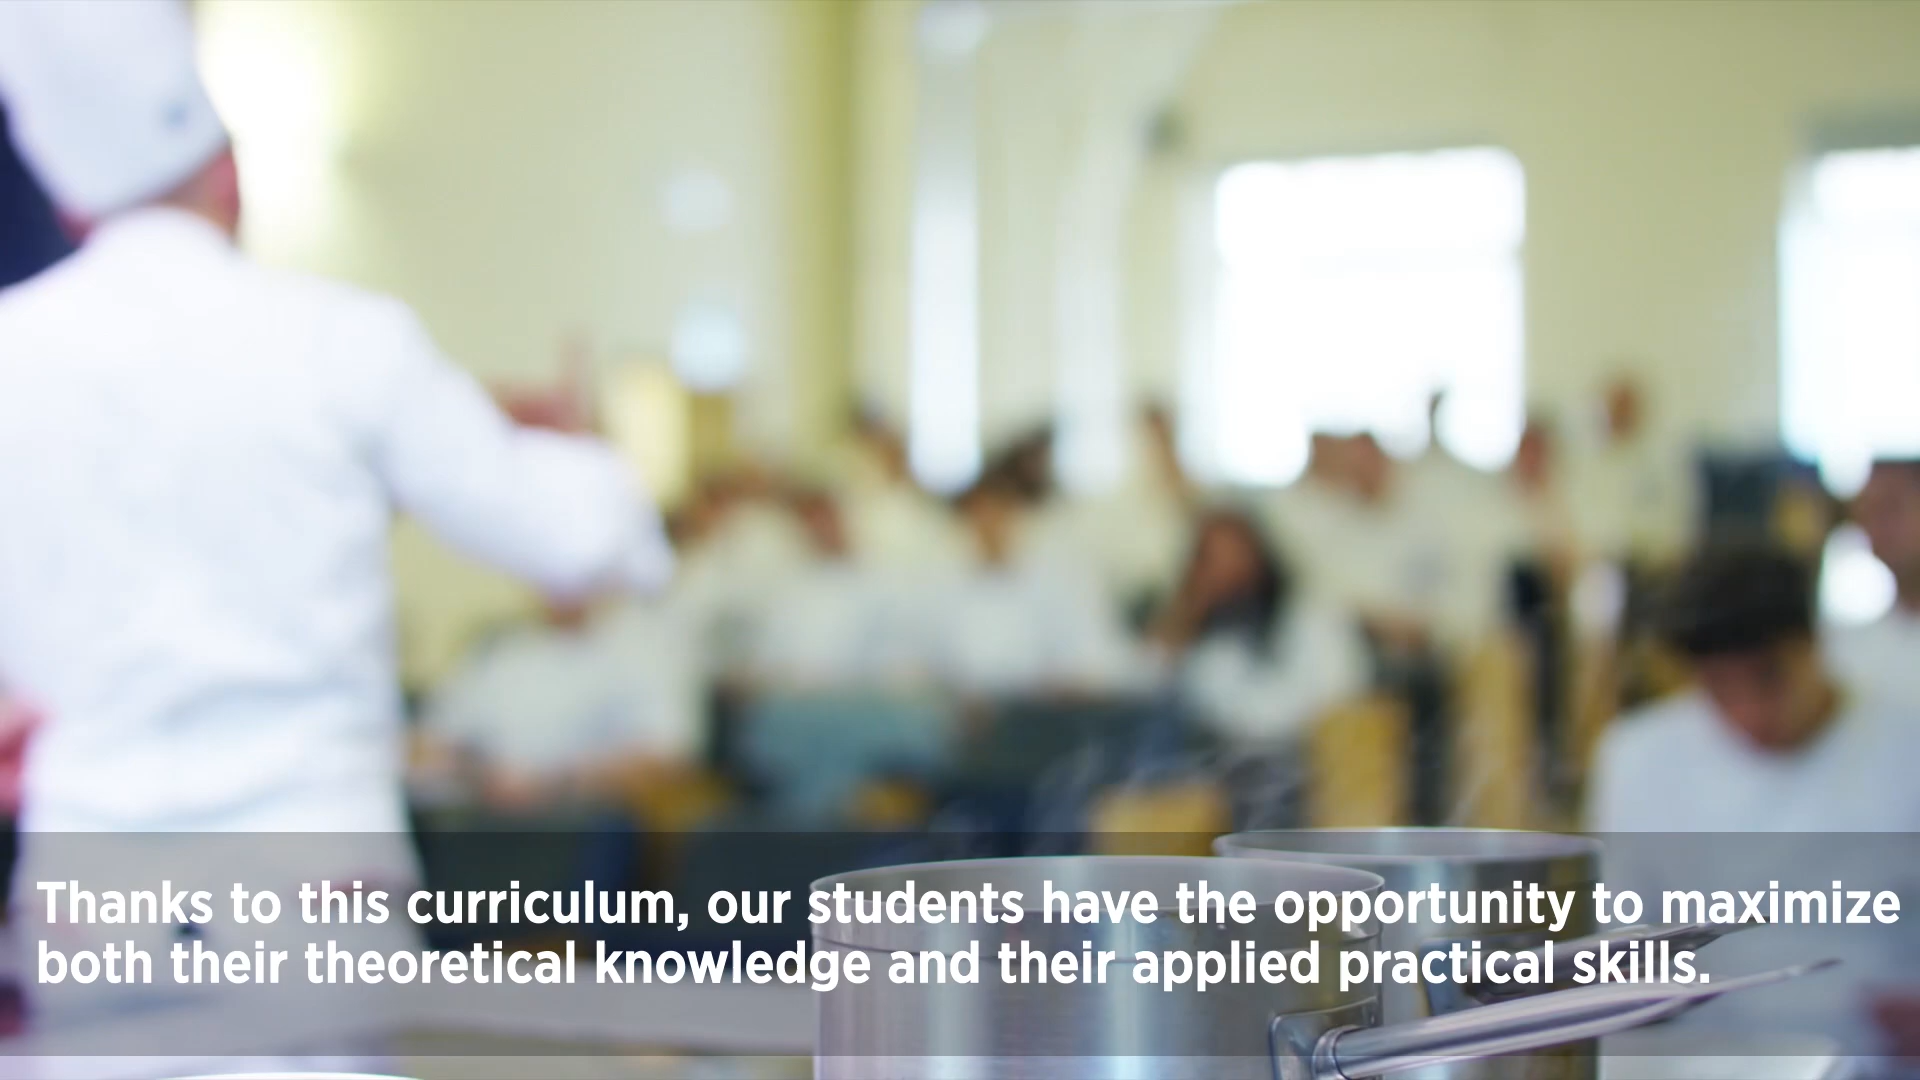 Thanks to this curriculum, our students have the opportunity to maximize
both their theoretical knowledge and their applied practical skills.